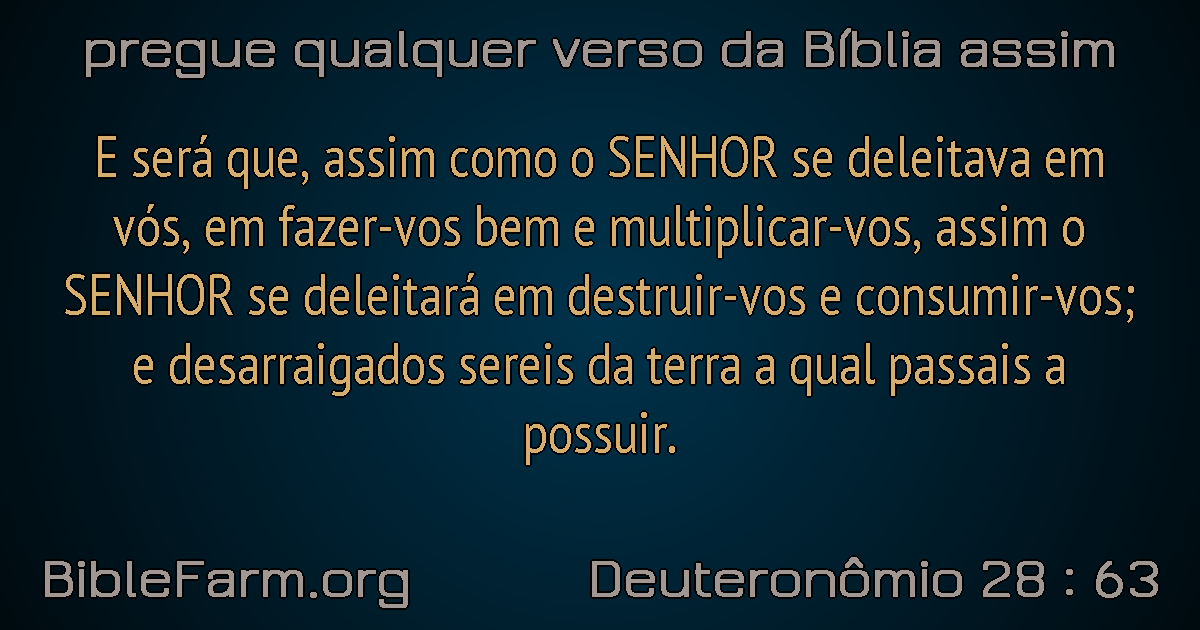 pregue qualquer verso da Bíblia assim
E será que, assim como o SENHOR se deleitava em
vós, em fazer-vos bem e multiplicar-vos, assim o
SENHOR se deleitará em destruir-vos e consumir-vos;
e desarraigados sereis da terra a qual passais a
possuir.
BibleFarm.org
Deuteronômio 28 : 63